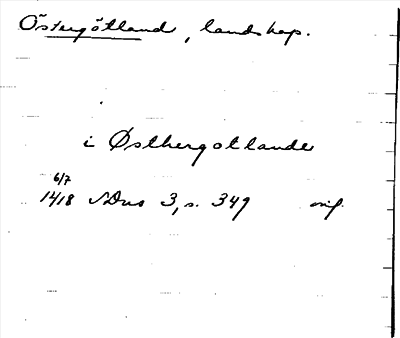 Östergötland, landskap.
i Østhergotlande
6/7
1418 SDns 3, s. 349 orig.